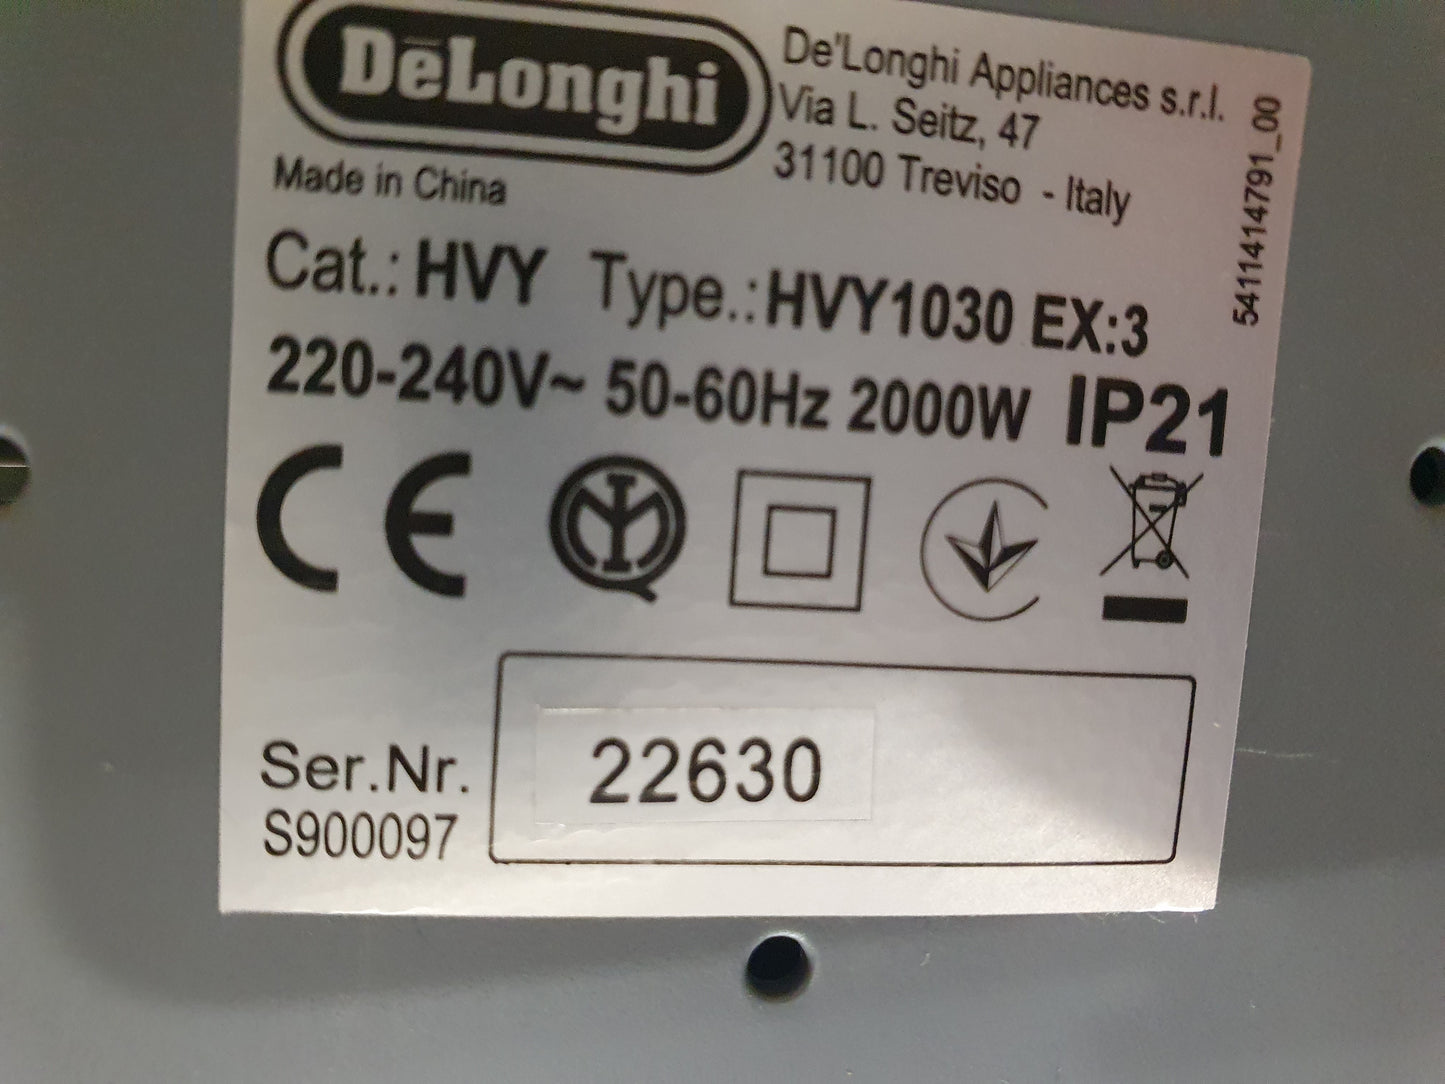 DēLonghi
De'Longhi Appliances s.r.l.
Via L. Seitz, 47
31100 Treviso - Italy
Made in China
5411414791_00
Cat.: HVY Type.:HVY1030 EX:3
220-240V~ 50-60Hz 2000W IP21
CE
Ser.Nr.
S900097
22630